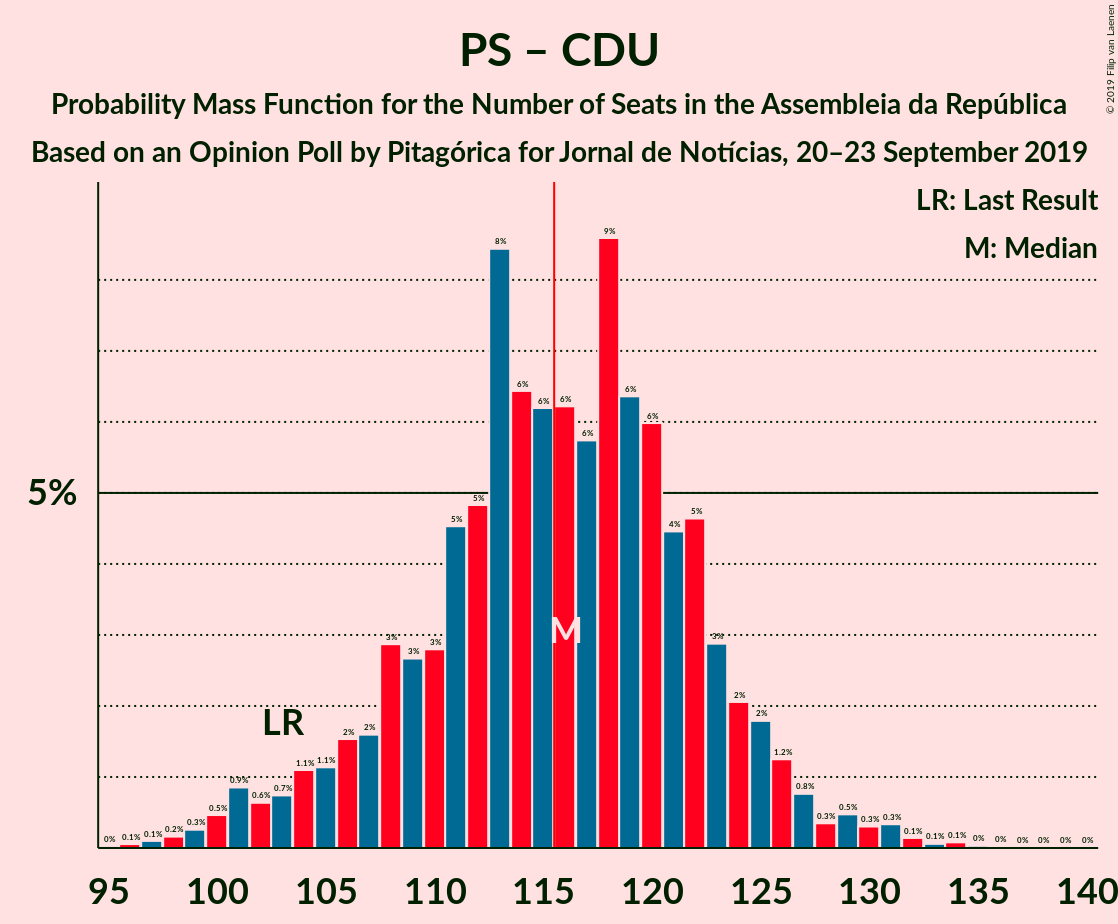 PS – CDU
Probability Mass Function for the Number of Seats in the Assembleia da República
Based on an Opinion Poll by Pitagórica for Jornal de Notícias, 20–23 September 2019
© 2019 Filip van Laenen
LR: Last Result
M: Median
5%
0% 0.1% 0.1% 0.2% 0.3% 0.5% 0.9% 0.6% 0.7% 1.1% 1.1% 2% 2% 3% 3% 3% 5% 5% 8% 6% 6% 6% 6% 9% 6% 6% 4% 5% 3% 2% 2% 1.2% 0.8% 0.3% 0.5% 0.3% 0.3% 0.1% 0.1% 0.1% 0% 0% 0% 0% 0% 0%
LR
M
95 100 105 110 115 120 125 130 135 140